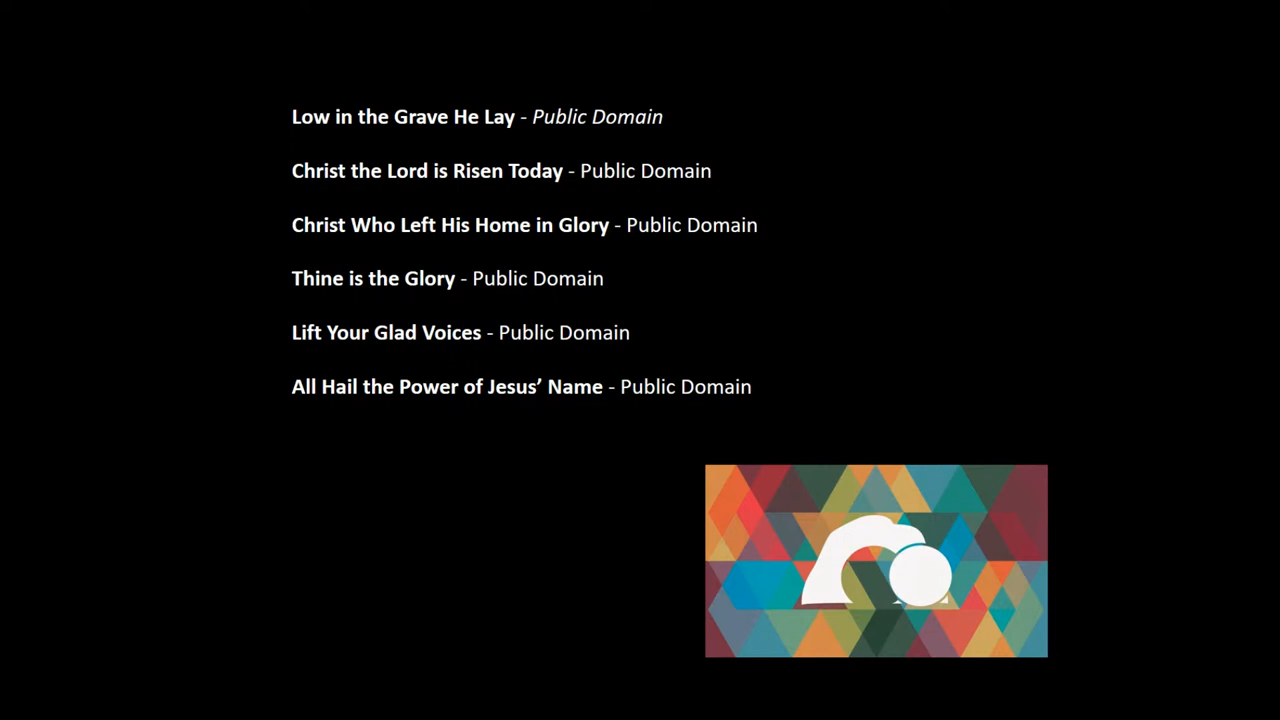 Low in the Grave He Lay - Public Domain
Christ the Lord is Risen Today - Public Domain
Christ Who Left His Home in Glory - Public Domain
Thine is the Glory - Public Domain
Lift Your Glad Voices - Public Domain
All Hail the Power of Jesus’ Name - Public Domain